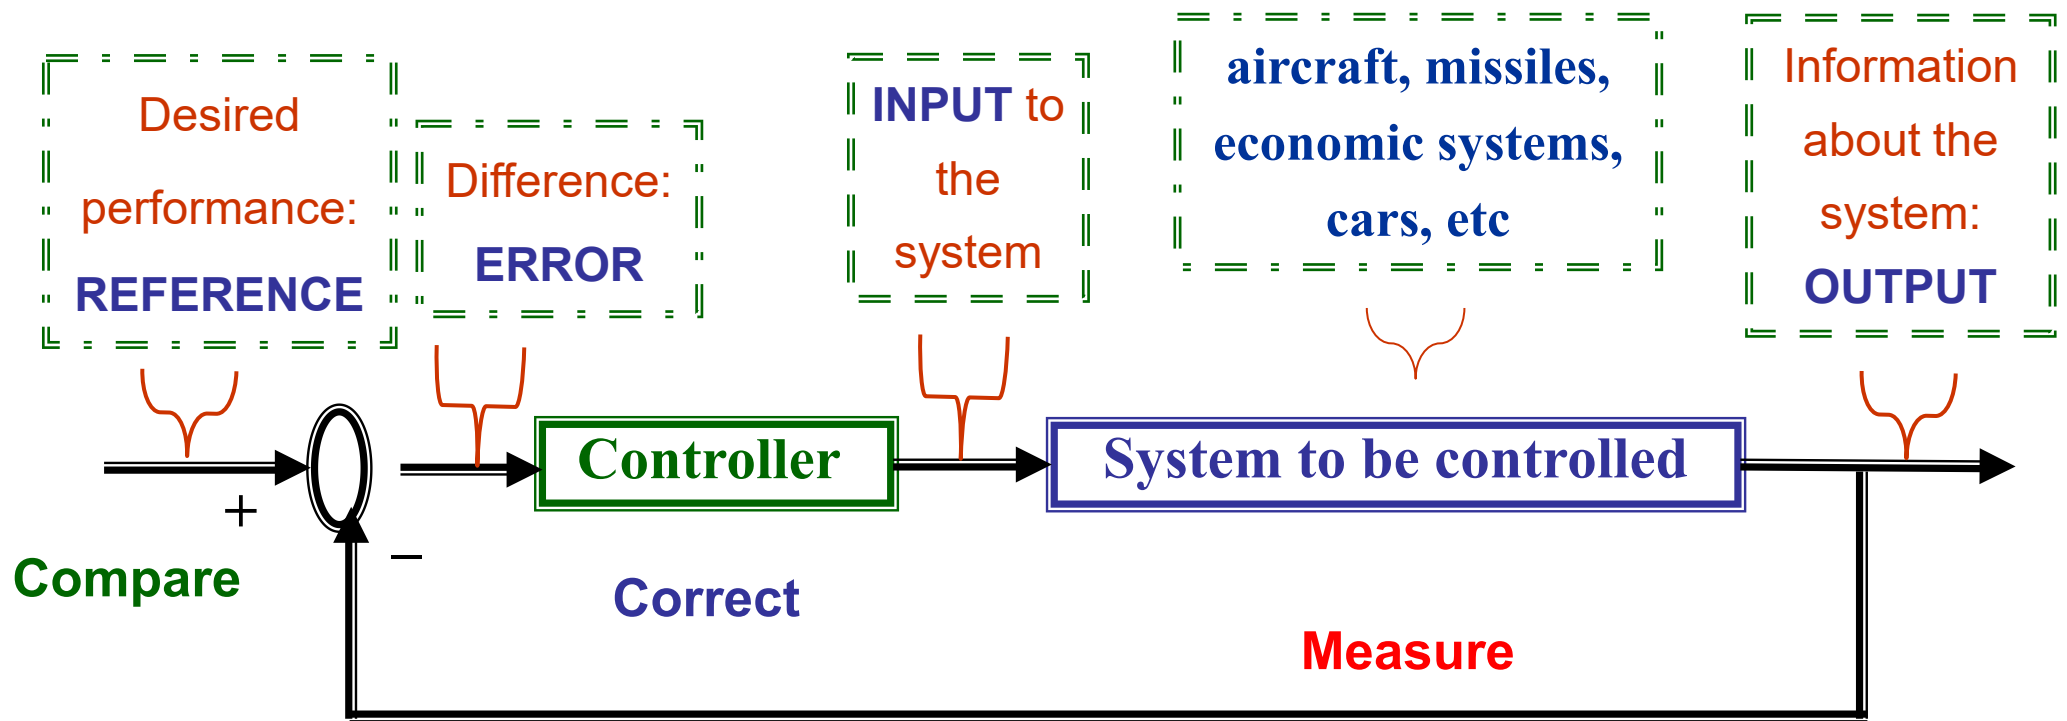 Desired
performance:
REFERENCE
Difference:
ERROR
INPUT to
the
system
aircraft, missiles,
economic systems,
cars, etc
Information
about the
system:
OUTPUT
Controller
System to be controlled
+
−
Compare
Correct
Measure